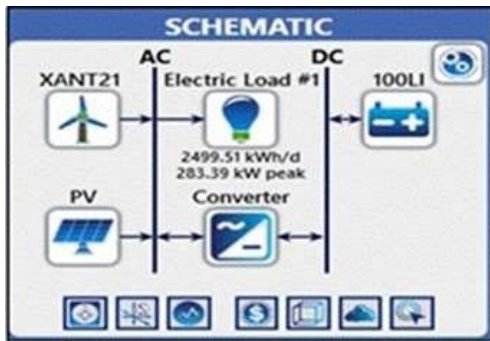 SCHEMATIC
AC
DC
XANT21
Electric Load #1
100LI
2499.51 kWh/d
283.39 kW peak
PV
Converter